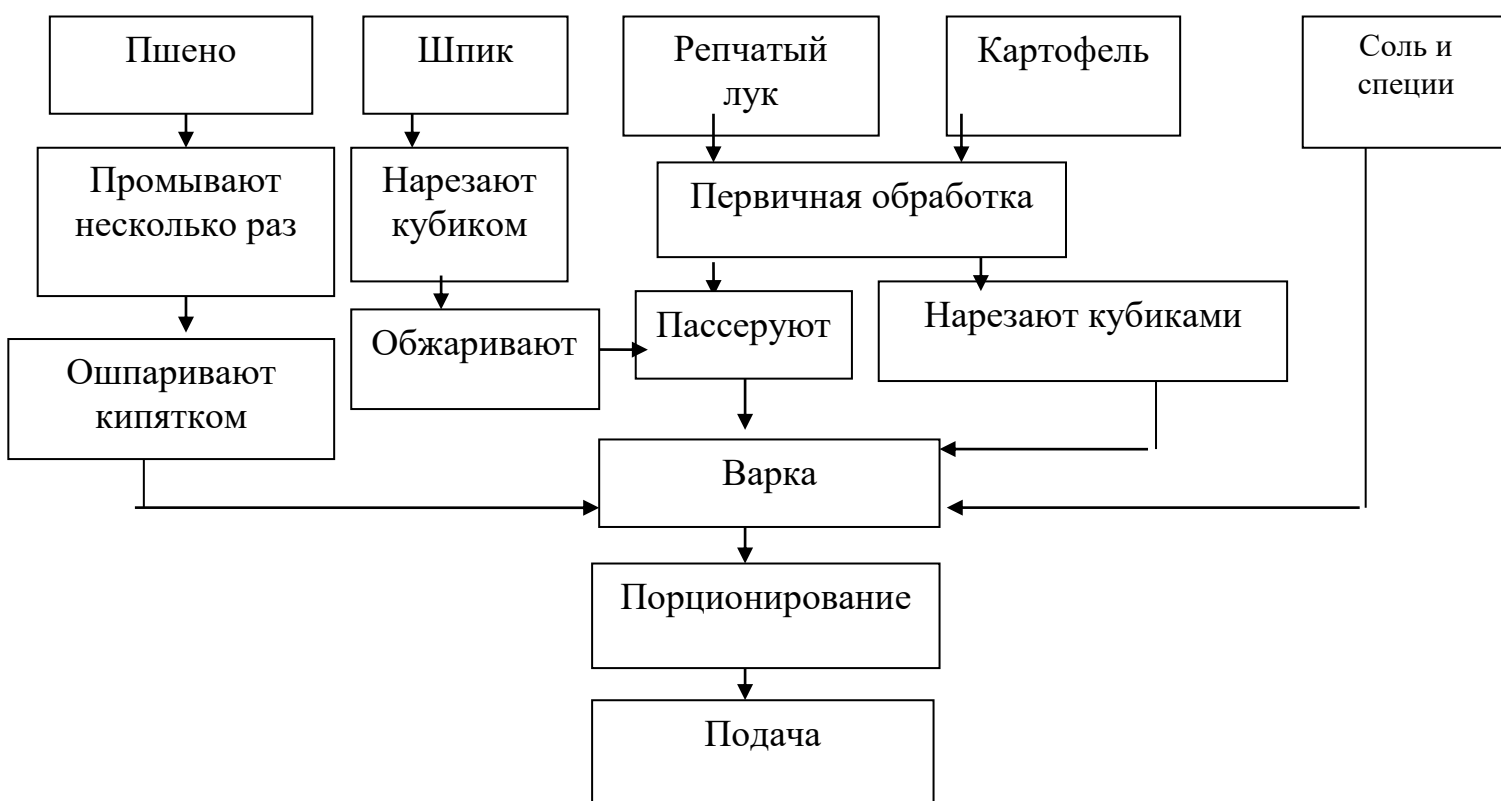 Пшено
Шпик
Репчатый
лук
Картофель
Соль и
специи
Промывают
несколько раз
Нарезают
кубиком
Первичная обработка
Ошпаривают
кипятком
Обжаривают
Пассеруют
Нарезают кубиками
Варка
Порционирование
Подача